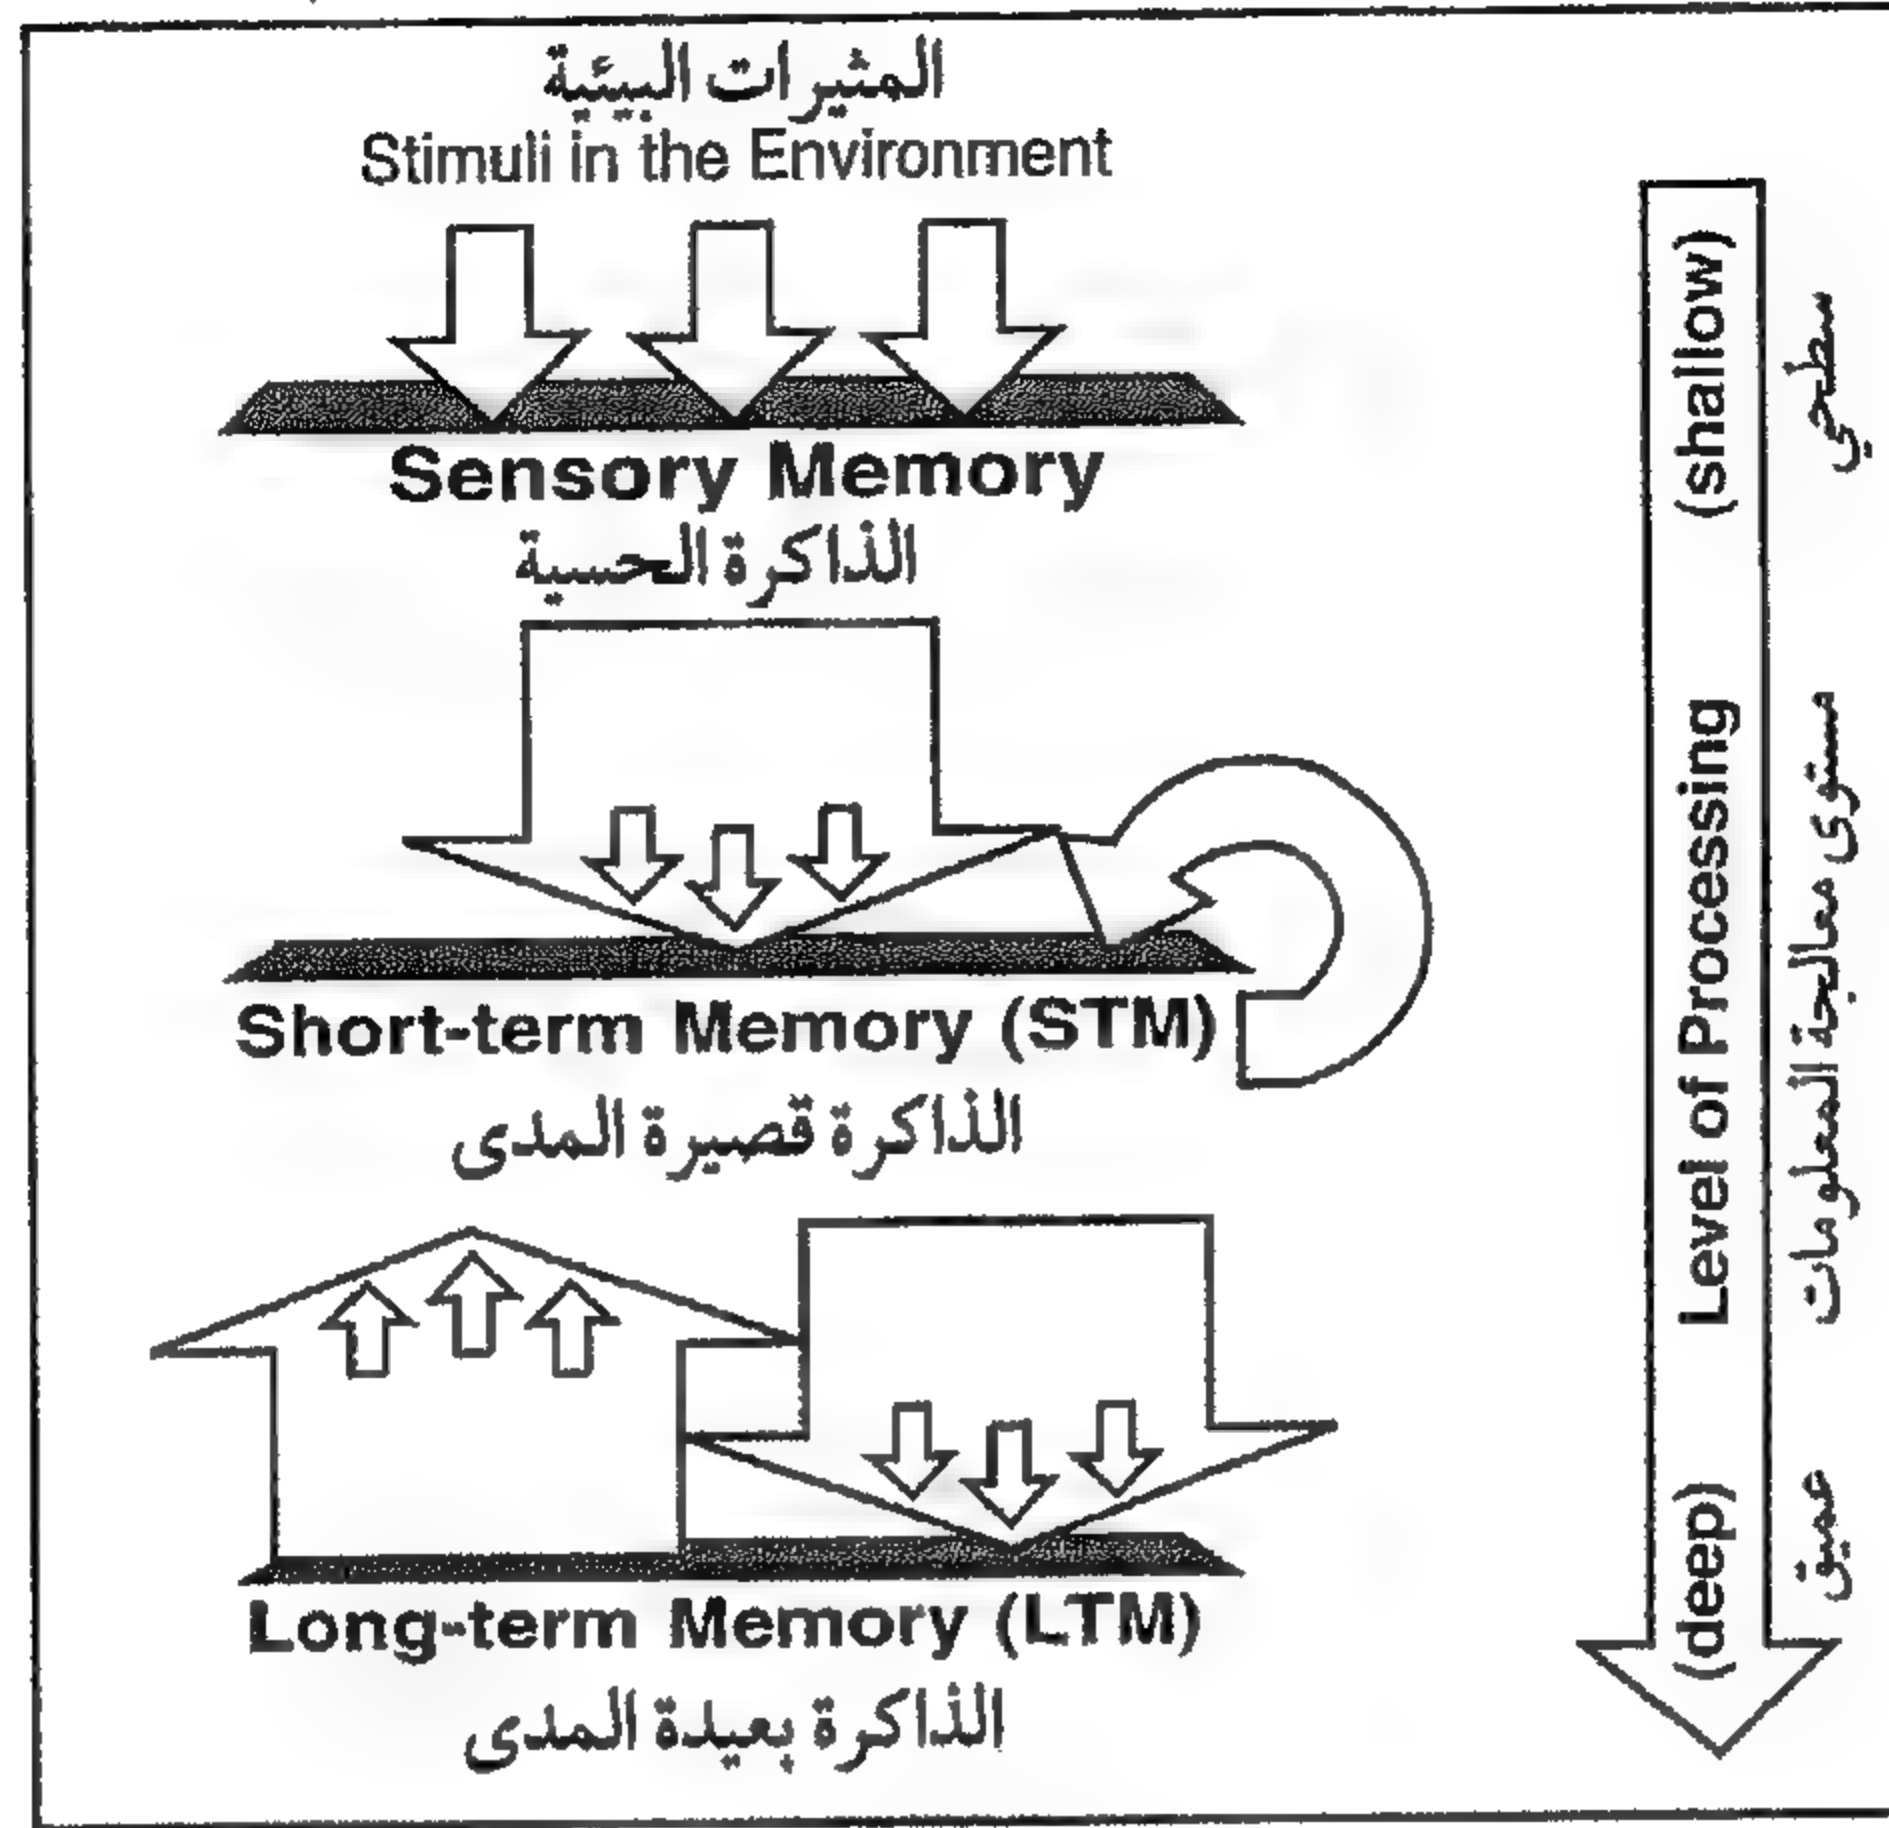 المثيرات البيئية
Stimuli in the Environment
Sensory Memory
الذاكرة الحسية
Short-term Memory (STM)
الذاكرة قصيرة المدى
Long-term Memory (LTM)
الذاكرة بعيدة المدى
(shallow)
سطحي
Level of Processing
مستوى معالجة المعلومات
(deep)
عميق